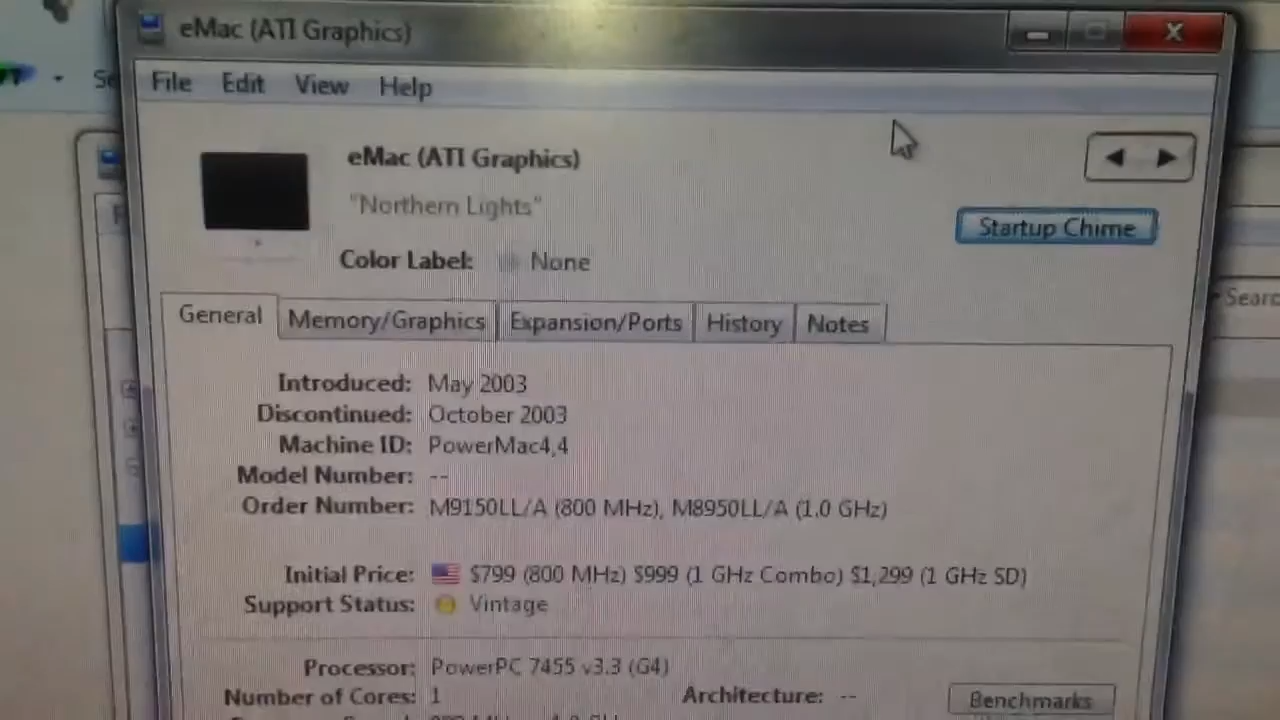 eMac (ATI Graphics)
File Edit View Help
eMac (ATI Graphics)
"Northern Lights"
Startup Chime
Color Label: None
General Memory/Graphics Expansion/Ports History Notes
Introduced: May 2003
Discontinued: October 2003
Machine ID: PowerMac4,4
Model Number: --
Order Number: M9150LL/A (800 MHz), M8950LL/A (1.0 GHz)
Initial Price: $799 (800 MHz) $999 (1 GHz Combo) $1,299 (1 GHz SD)
Support Status: Vintage
Processor: PowerPC 7455 v3.3 (G4)
Number of Cores: 1 Architecture: -- Benchmarks